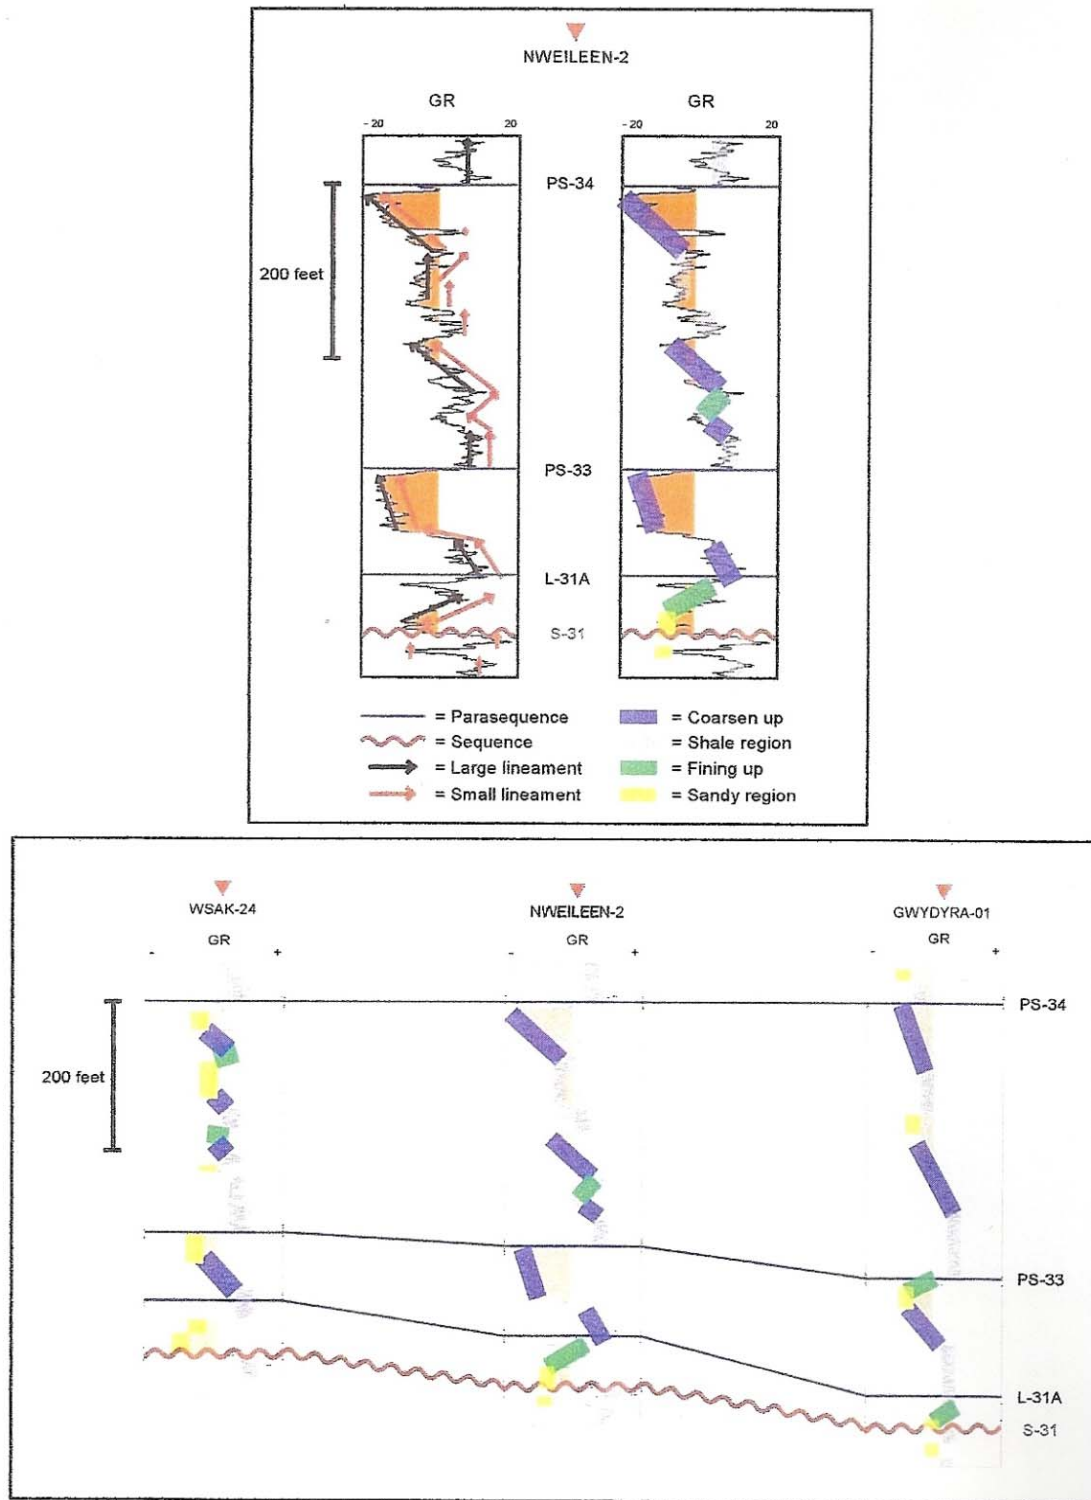 NWEILEEN-2
GR GR
-20 20 -20 20
PS-34
200 feet
PS-33
L-31A
S-31
= Parasequence = Coarsen up
= Sequence = Shale region
= Large lineament = Fining up
= Small lineament = Sandy region
WSAK-24 NWEILEEN-2 GWYDYRA-01
GR GR GR
- + - + - +
PS-34
200 feet
PS-33
L-31A
S-31